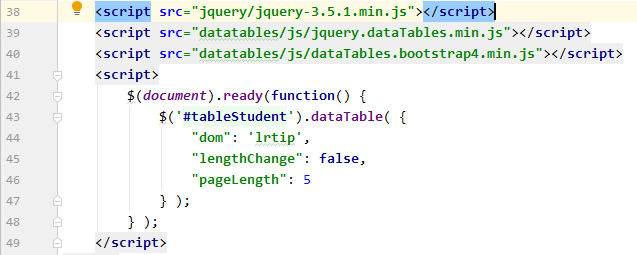 38 <script src="jquery/jquery-3.5.1.min.js"></script>
39 <script src="datatables/js/jquery.dataTables.min.js"></script>
40 <script src="datatables/js/dataTables.bootstrap4.min.js"></script>
41 <script>
42 $(document).ready(function() {
43 $('#tableStudent').dataTable( {
44 "dom": 'lrtip',
45 "lengthChange": false,
46 "pageLength": 5
47 } );
48 } );
49 </script>